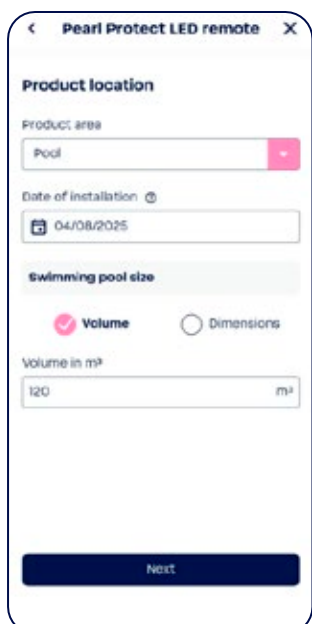 Pearl Protect LED remote
Product location
Product area
Pool
Date of installation
04/08/2025
Swimming pool size
Volume
Dimensions
Volume in m³
120 m³
Next